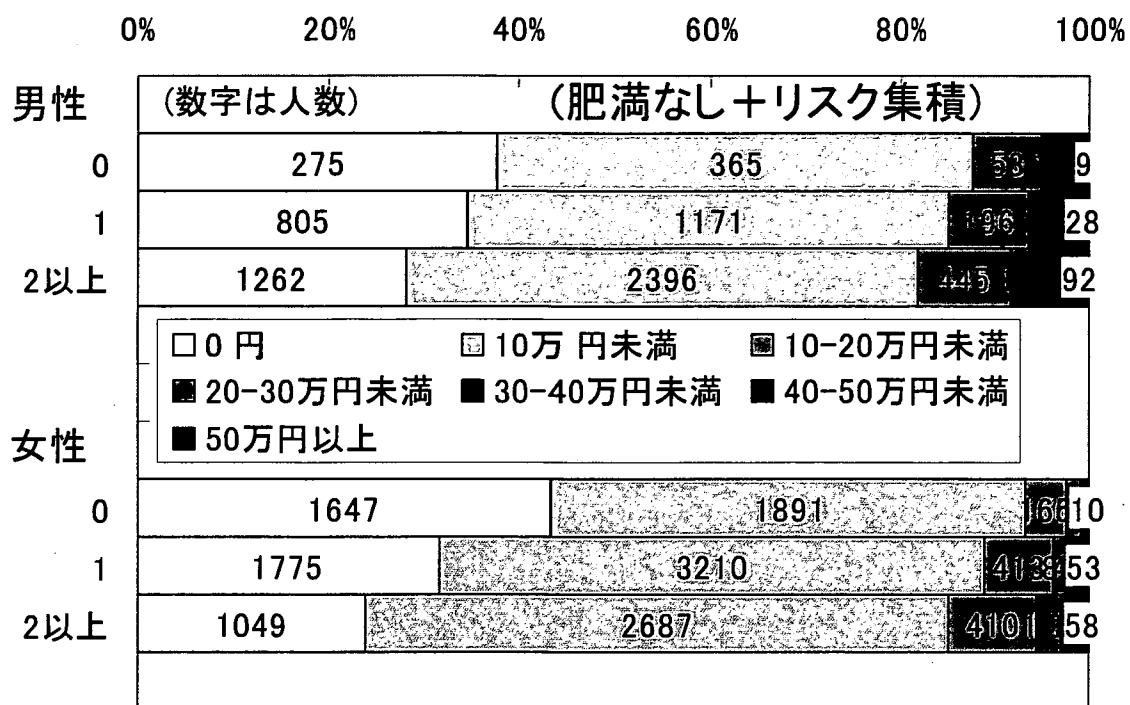 0% 20% 40% 60% 80% 100%
男性 (数字は人数) (肥満なし+リスク集積)
0 275 365 53 9
1 805 1171 196 28
2以上 1262 2396 445 92
0 円 10万 円未満 10-20万円未満
20-30万円未満 30-40万円未満 40-50万円未満
50万円以上
女性
0 1647 1891 10
1 1775 3210 53
2以上 1049 2687 410 58